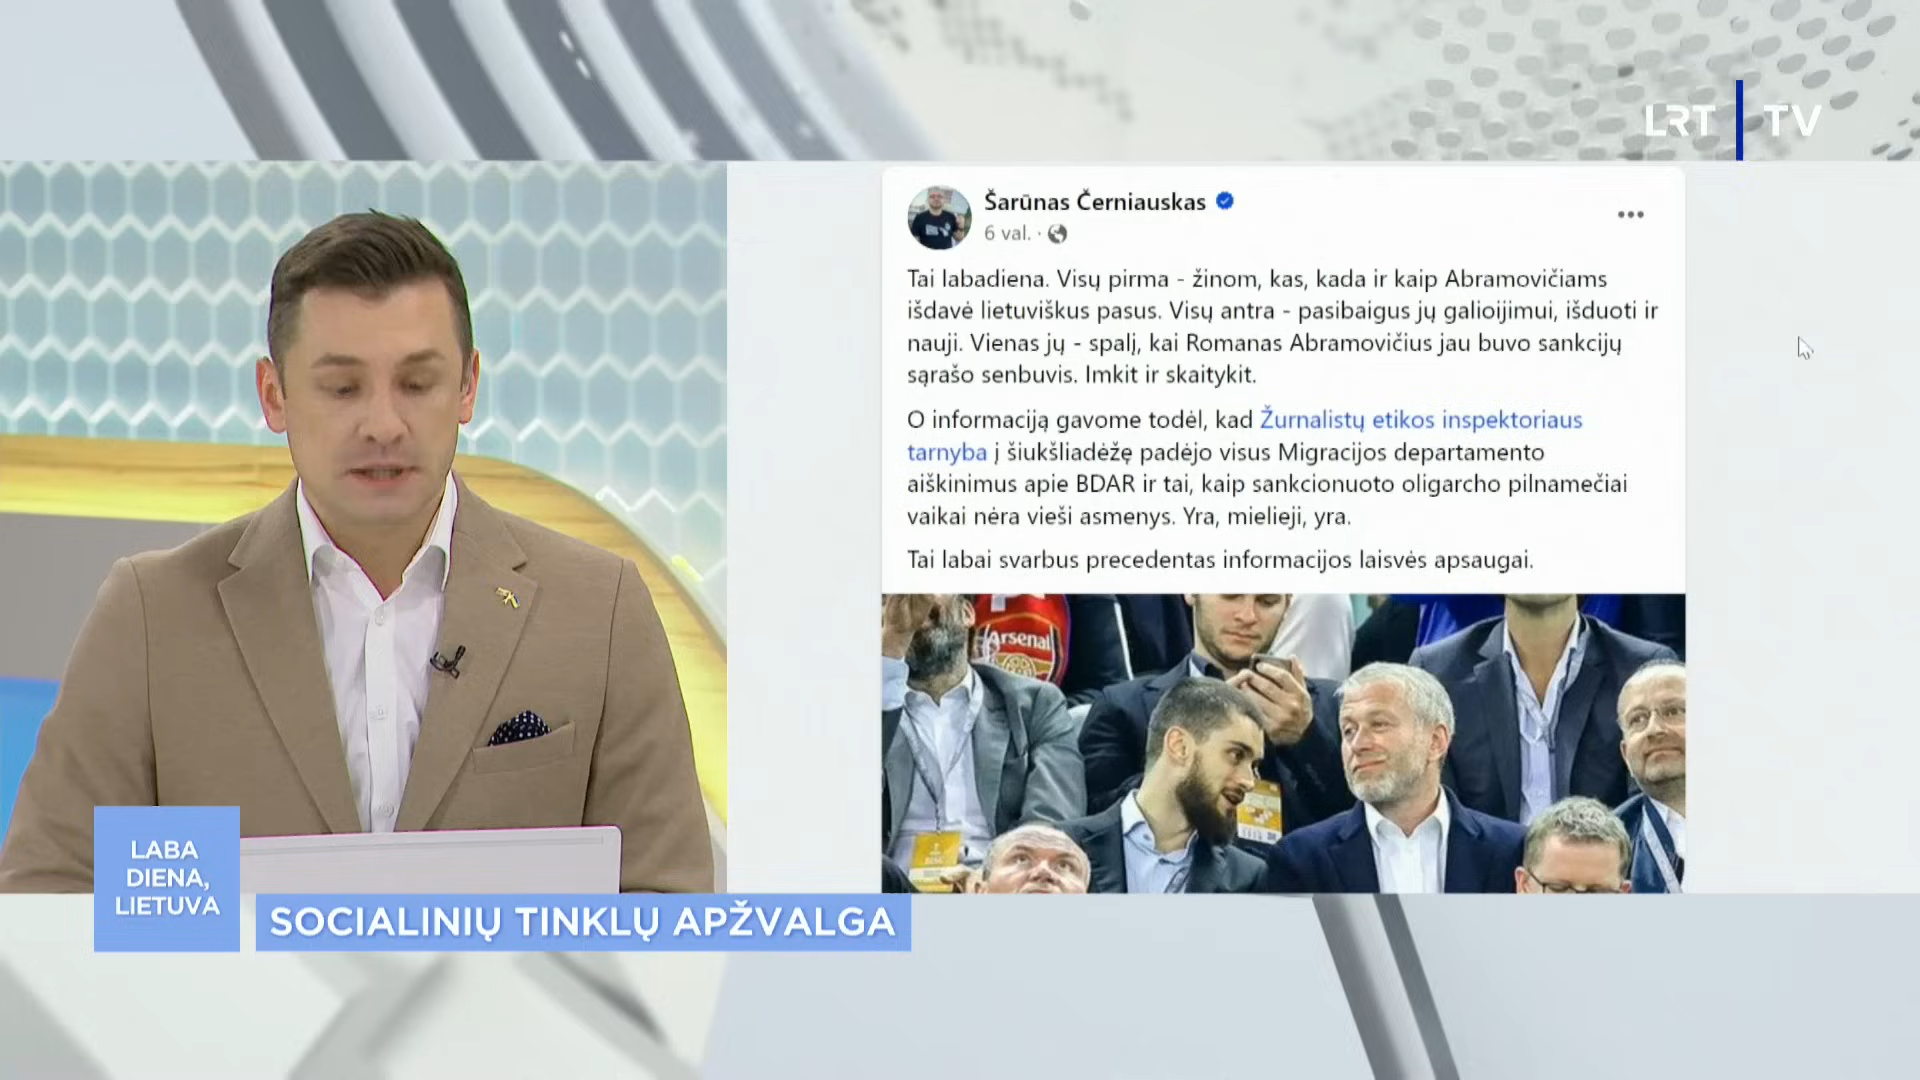 LRT TV
Šarūnas Černiauskas
6 val.
Tai labadiena. Visų pirma - žinom, kas, kada ir kaip Abramovičiams
išdavė lietuviškus pasus. Visų antra - pasibaigus jų galioijimui, išduoti ir
nauji. Vienas jų - spalį, kai Romanas Abramovičius jau buvo sankcijų
sąrašo senbuvis. Imkit ir skaitykit.
O informaciją gavome todėl, kad Žurnalistų etikos inspektoriaus
tarnyba į šiukšliadėžę padėjo visus Migracijos departamento
aiškinimus apie BDAR ir tai, kaip sankcionuoto oligarcho pilnamečiai
vaikai nėra vieši asmenys. Yra, mielieji, yra.
Tai labai svarbus precedentas informacijos laisvės apsaugai.
Arsenal
LABA
DIENA,
LIETUVA
SOCIALINIŲ TINKLŲ APŽVALGA